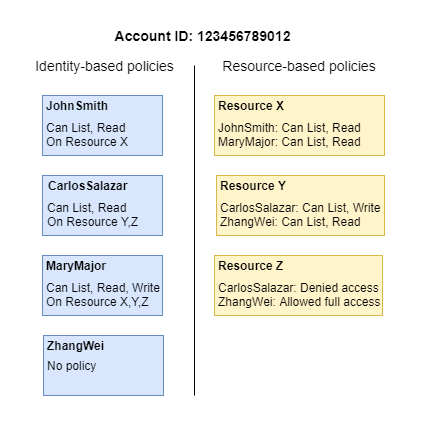 Account ID: 123456789012
Identity-based policies
Resource-based policies
JohnSmith
Can List, Read
On Resource X
CarlosSalazar
Can List, Read
On Resource Y,Z
MaryMajor
Can List, Read, Write
On Resource X,Y,Z
ZhangWei
No policy
Resource X
JohnSmith: Can List, Read
MaryMajor: Can List, Read
Resource Y
CarlosSalazar: Can List, Write
ZhangWei: Can List, Read
Resource Z
CarlosSalazar: Denied access
ZhangWei: Allowed full access